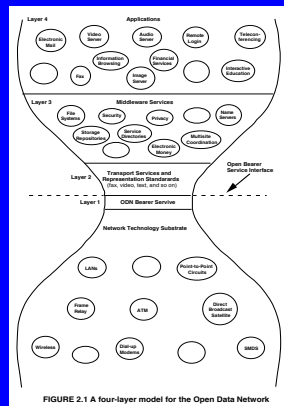 Layer 4
Applications
Electronic
Mail
Video
Server
Audio
Server
Remote
Login
Telecon-
ferencing
Information
Browsing
Financial
Services
Fax
Image
Server
Interactive
Education
Layer 3
Middleware Services
File
Systems
Security
Privacy
Name
Servers
Storage
Repositories
Service
Directories
Multisite
Coordination
Electronic
Money
Layer 2
Transport Services and
Representation Standards
(fax, video, text, and so on)
Open Bearer
Service Interface
Layer 1
ODN Bearer Servive
Network Technology Substrate
LANs
Point-to-Point
Circuits
Frame
Relay
ATM
Direct
Broadcast
Satellite
Wireless
Dial-up
Modems
SMDS
FIGURE 2.1 A four-layer model for the Open Data Network